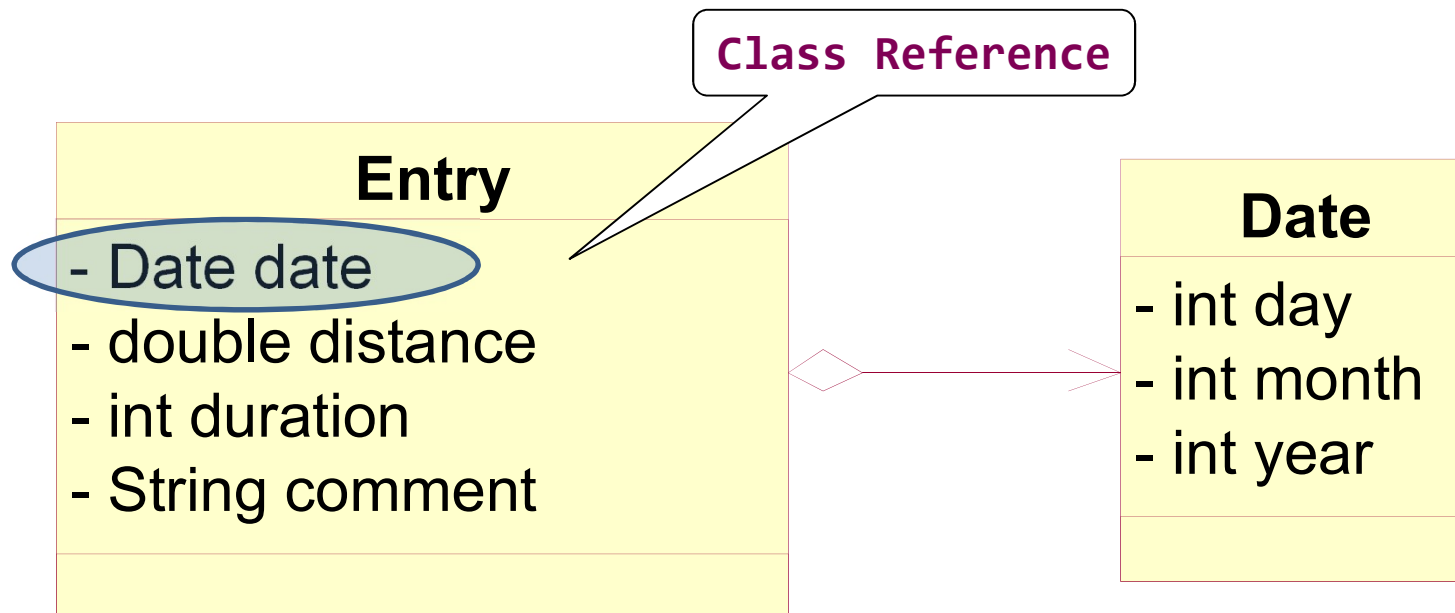 Class Reference
Entry
- Date date
- double distance
- int duration
- String comment
Date
- int day
- int month
- int year